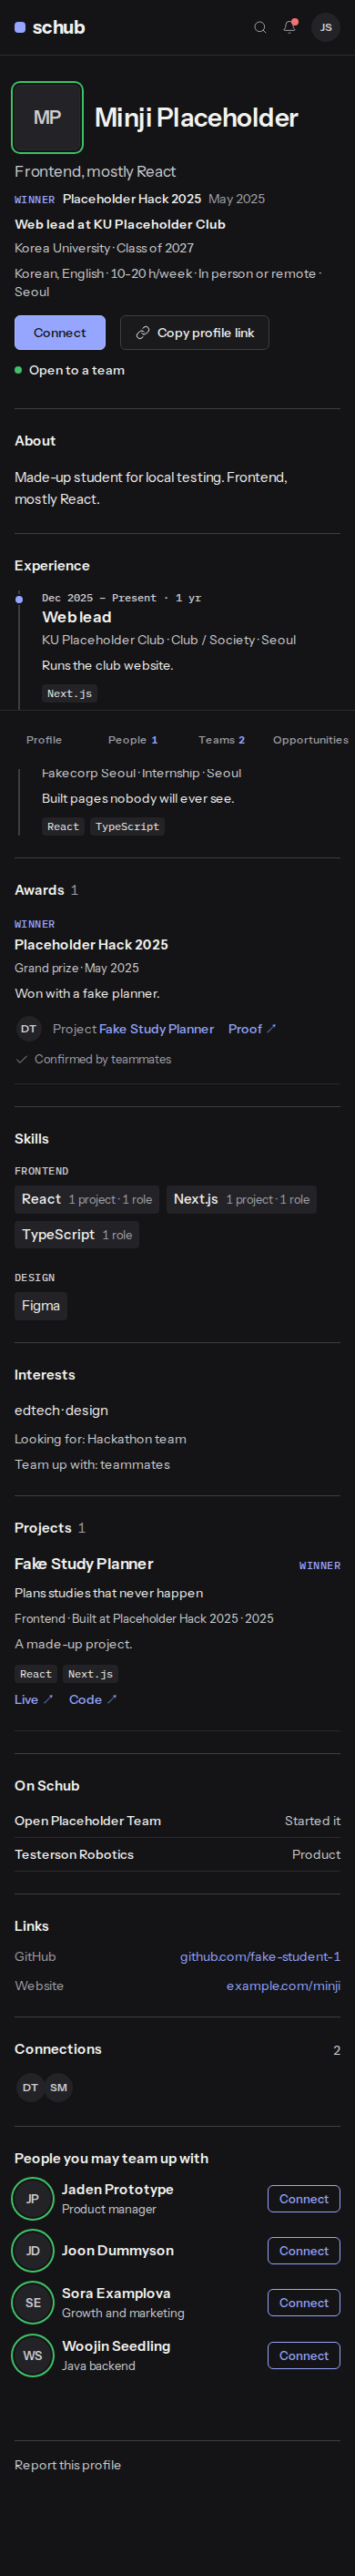 schub
JS
MP
Minji Placeholder
Frontend, mostly React
WINNER Placeholder Hack 2025 May 2025
Web lead at KU Placeholder Club
Korea University · Class of 2027
Korean, English · 10-20 h/week · In person or remote ·
Seoul
Connect
Copy profile link
Open to a team
About
Made-up student for local testing. Frontend,
mostly React.
Experience
Dec 2025 – Present · 1 yr
Web lead
KU Placeholder Club · Club / Society · Seoul
Runs the club website.
Next.js
Profile
People 1
Teams 2
Opportunities
Fakecorp Seoul · Internship · Seoul
Built pages nobody will ever see.
React TypeScript
Awards 1
WINNER
Placeholder Hack 2025
Grand prize · May 2025
Won with a fake planner.
DT Project Fake Study Planner Proof ↗
Confirmed by teammates
Skills
FRONTEND
React 1 project · 1 role
Next.js 1 project · 1 role
TypeScript 1 role
DESIGN
Figma
Interests
edtech · design
Looking for: Hackathon team
Team up with: teammates
Projects 1
Fake Study Planner WINNER
Plans studies that never happen
Frontend · Built at Placeholder Hack 2025 · 2025
A made-up project.
React Next.js
Live ↗ Code ↗
On Schub
Open Placeholder Team Started it
Testerson Robotics Product
Links
GitHub github.com/fake-student-1
Website example.com/minji
Connections 2
DT SM
People you may team up with
JP Jaden Prototype
Product manager
Connect
JD Joon Dummyson
Connect
SE Sora Examplova
Growth and marketing
Connect
WS Woojin Seedling
Java backend
Connect
Report this profile